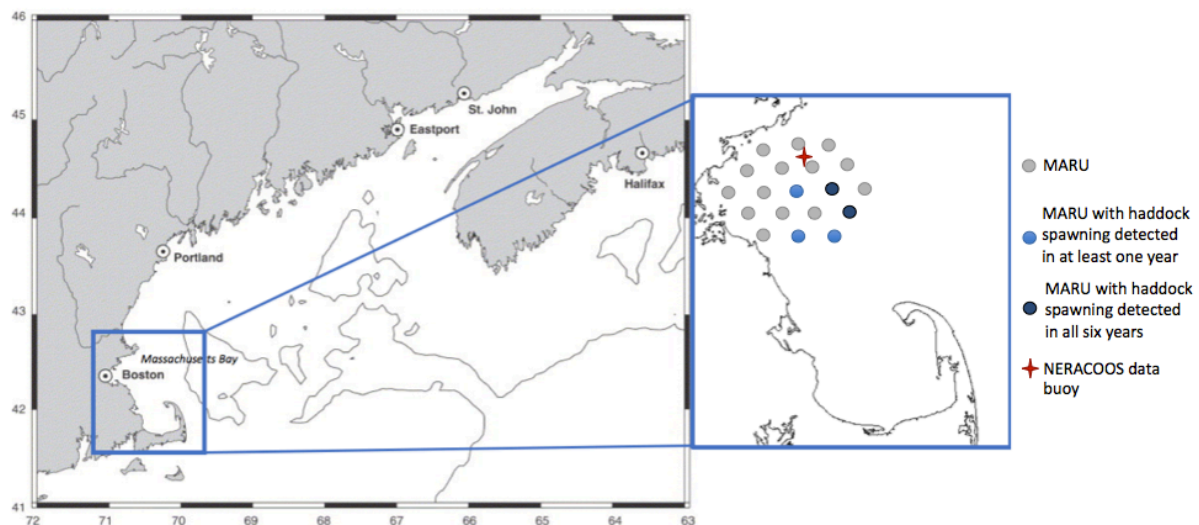 46
45
44
43
42
41
72
71
70
69
68
67
66
65
64
63
St. John
Eastport
Halifax
Portland
Massachusetts Bay
Boston
MARU
MARU with haddock
spawning detected
in at least one year
MARU with haddock
spawning detected
in all six years
NERACOOS data
buoy